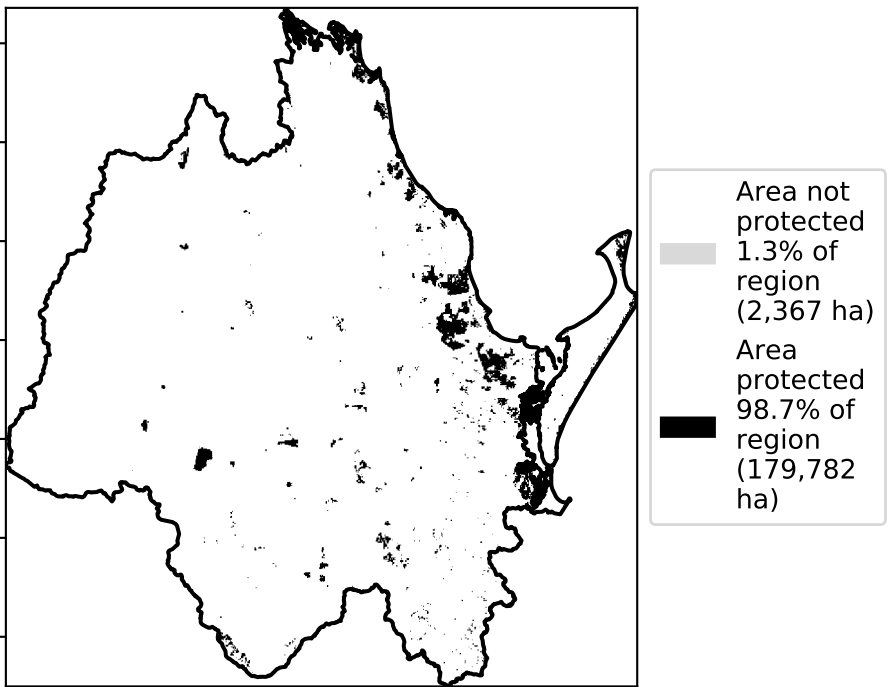 Area not
protected
1.3% of
region
(2,367 ha)
Area
protected
98.7% of
region
(179,782
ha)